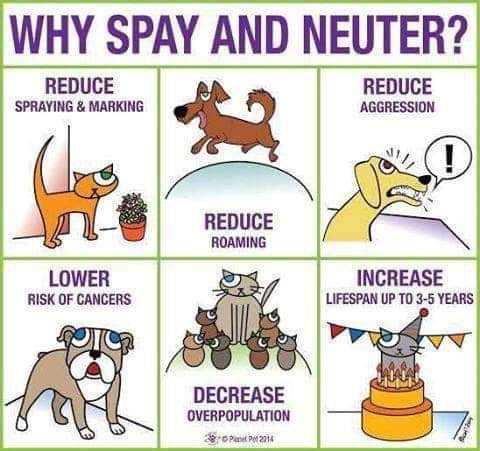 WHY SPAY AND NEUTER?
REDUCE
SPRAYING & MARKING
REDUCE
ROAMING
REDUCE
AGGRESSION
!
LOWER
RISK OF CANCERS
DECREASE
OVERPOPULATION
© Planet Pet 2014
INCREASE
LIFESPAN UP TO 3-5 YEARS